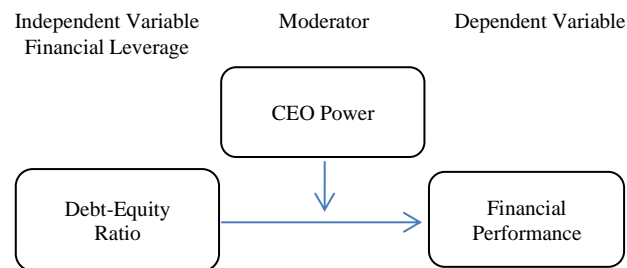 Independent Variable
Financial Leverage
Moderator
Dependent Variable
CEO Power
Debt-Equity
Ratio
Financial
Performance